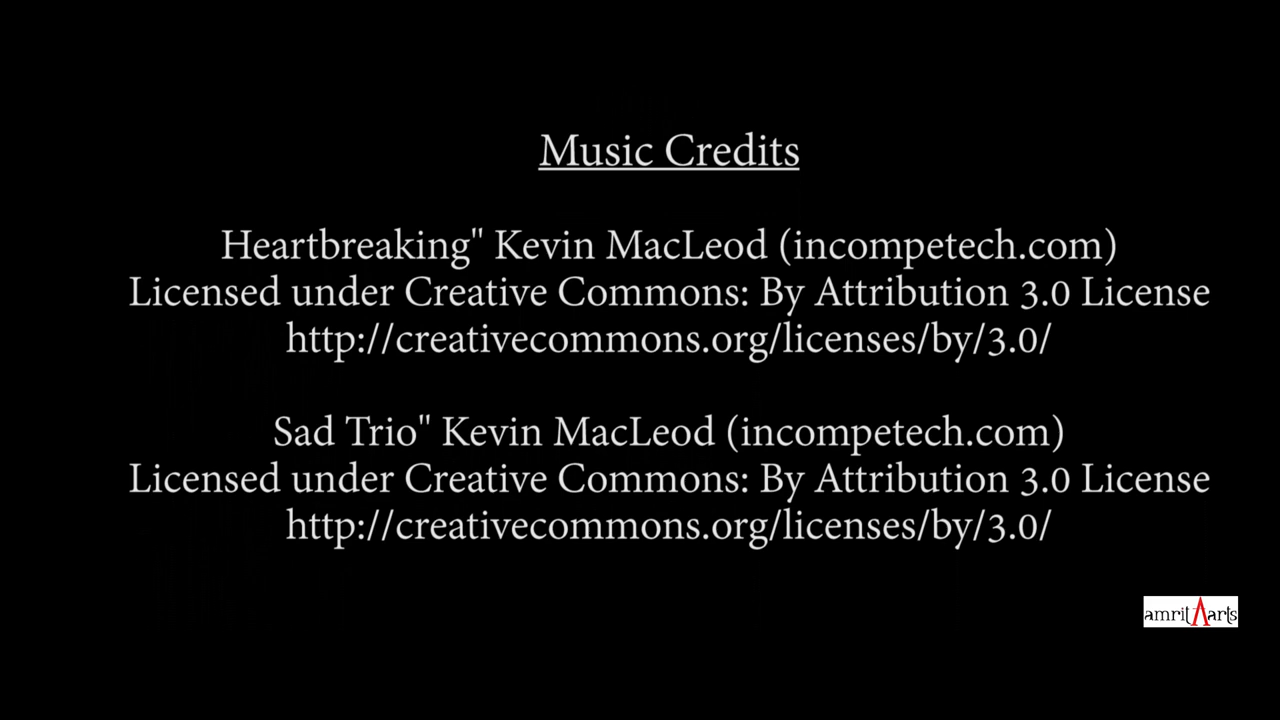 Music Credits
Heartbreaking" Kevin MacLeod (incompetech.com)
Licensed under Creative Commons: By Attribution 3.0 License
http://creativecommons.org/licenses/by/3.0/
Sad Trio" Kevin MacLeod (incompetech.com)
Licensed under Creative Commons: By Attribution 3.0 License
http://creativecommons.org/licenses/by/3.0/
amritAarts